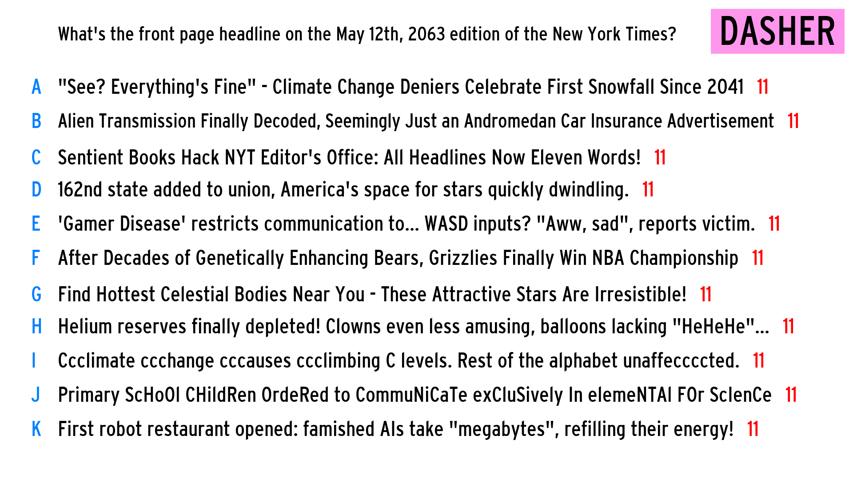 What's the front page headline on the May 12th, 2063 edition of the New York Times?
DASHER
A "See? Everything's Fine" - Climate Change Deniers Celebrate First Snowfall Since 2041 11
B Alien Transmission Finally Decoded, Seemingly Just an Andromedan Car Insurance Advertisement 11
C Sentient Books Hack NYT Editor's Office: All Headlines Now Eleven Words! 11
D 162nd state added to union, America's space for stars quickly dwindling. 11
E 'Gamer Disease' restricts communication to... WASD inputs? "Aww, sad", reports victim. 11
F After Decades of Genetically Enhancing Bears, Grizzlies Finally Win NBA Championship 11
G Find Hottest Celestial Bodies Near You - These Attractive Stars Are Irresistible! 11
H Helium reserves finally depleted! Clowns even less amusing, balloons lacking "HeHeHe"... 11
I Ccclimate ccchange cccauses ccclimbing C levels. Rest of the alphabet unaffeccccted. 11
J Primary ScHoOl CHildRen OrdeReD to CommuNiCaTe exCluSively In elemeNTAl FOr ScIenCe 11
K First robot restaurant opened: famished AIs take "megabytes", refilling their energy! 11